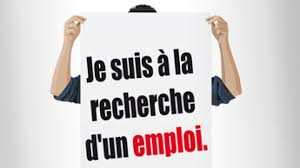 Je suis à la
recherche
d'un emploi.